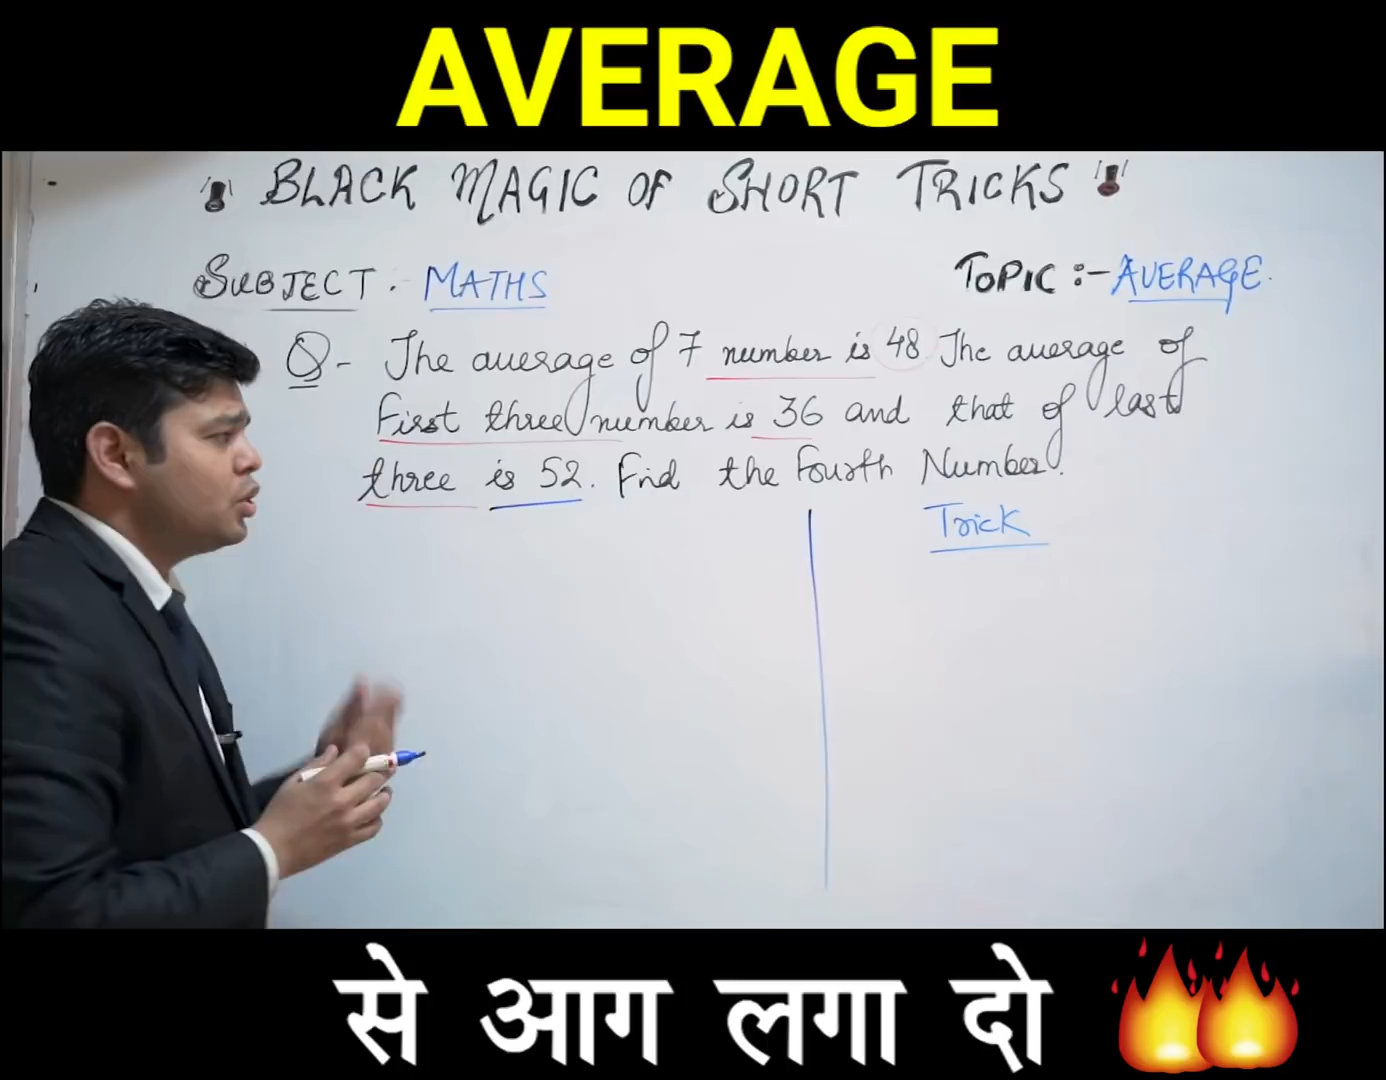 AVERAGE
BLACK MAGIC OF SHORT TRICKS
SUBJECT :- MATHS
TOPIC :- AVERAGE.
Q- The average of 7 number is 48 The average of
First three number is 36 and that of last
three is 52. Find the Fourth Number.
Trick
से आग लगा दो 🔥🔥